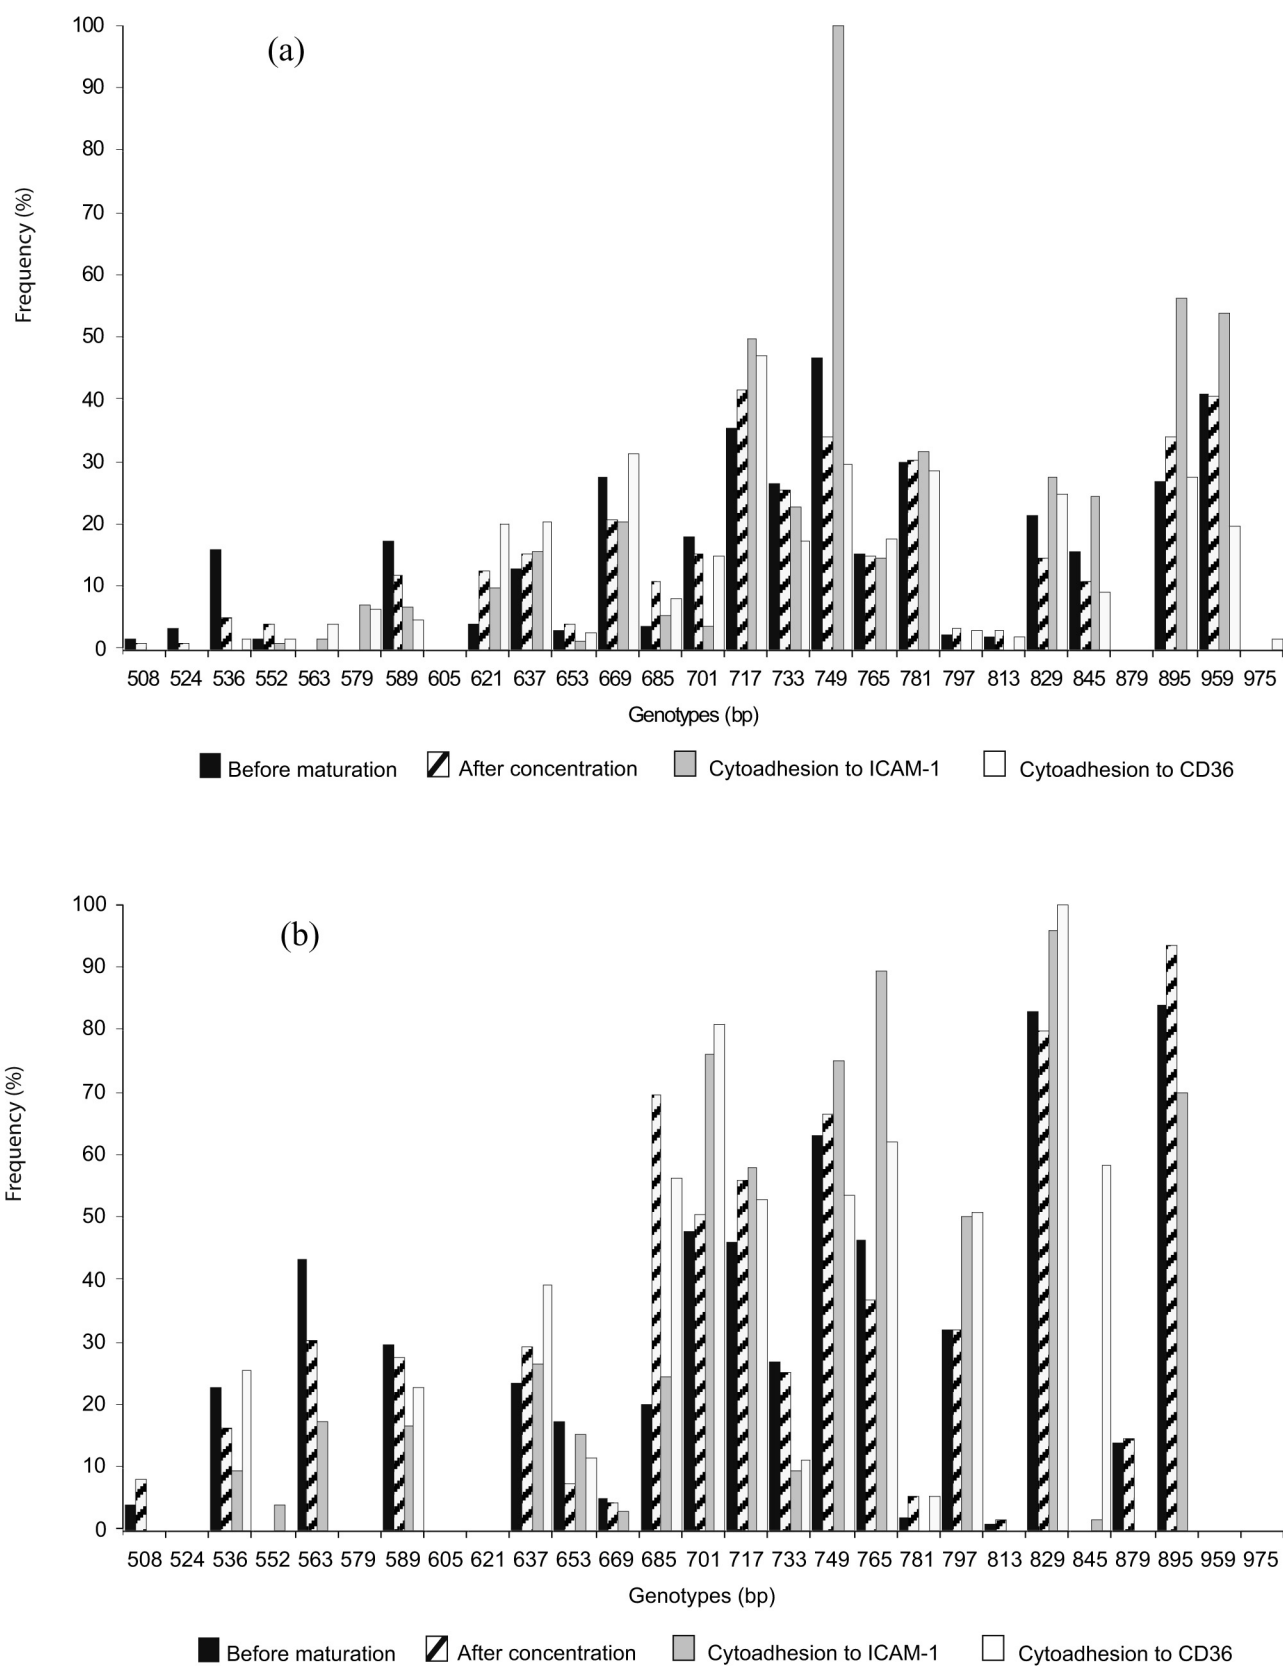 (a)
Frequency (%)
100
90
80
70
60
50
40
30
20
10
0
508 524 536 552 563 579 589 605 621 637 653 669 685 701 717 733 749 765 781 797 813 829 845 879 895 959 975
Genotypes (bp)
Before maturation After concentration Cytoadhesion to ICAM-1 Cytoadhesion to CD36
(b)
Frequency (%)
100
90
80
70
60
50
40
30
20
10
0
508 524 536 552 563 579 589 605 621 637 653 669 685 701 717 733 749 765 781 797 813 829 845 879 895 959 975
Genotypes (bp)
Before maturation After concentration Cytoadhesion to ICAM-1 Cytoadhesion to CD36